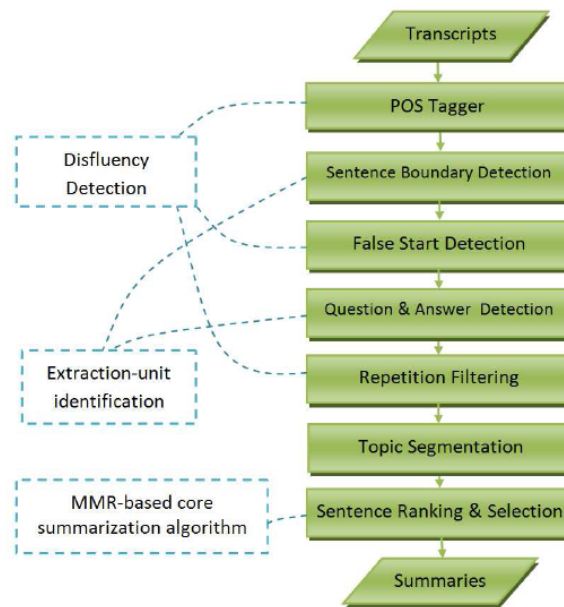 Transcripts
POS Tagger
Disfluency
Detection
Sentence Boundary Detection
False Start Detection
Question & Answer Detection
Extraction-unit
identification
Repetition Filtering
Topic Segmentation
MMR-based core
summarization algorithm
Sentence Ranking & Selection
Summaries